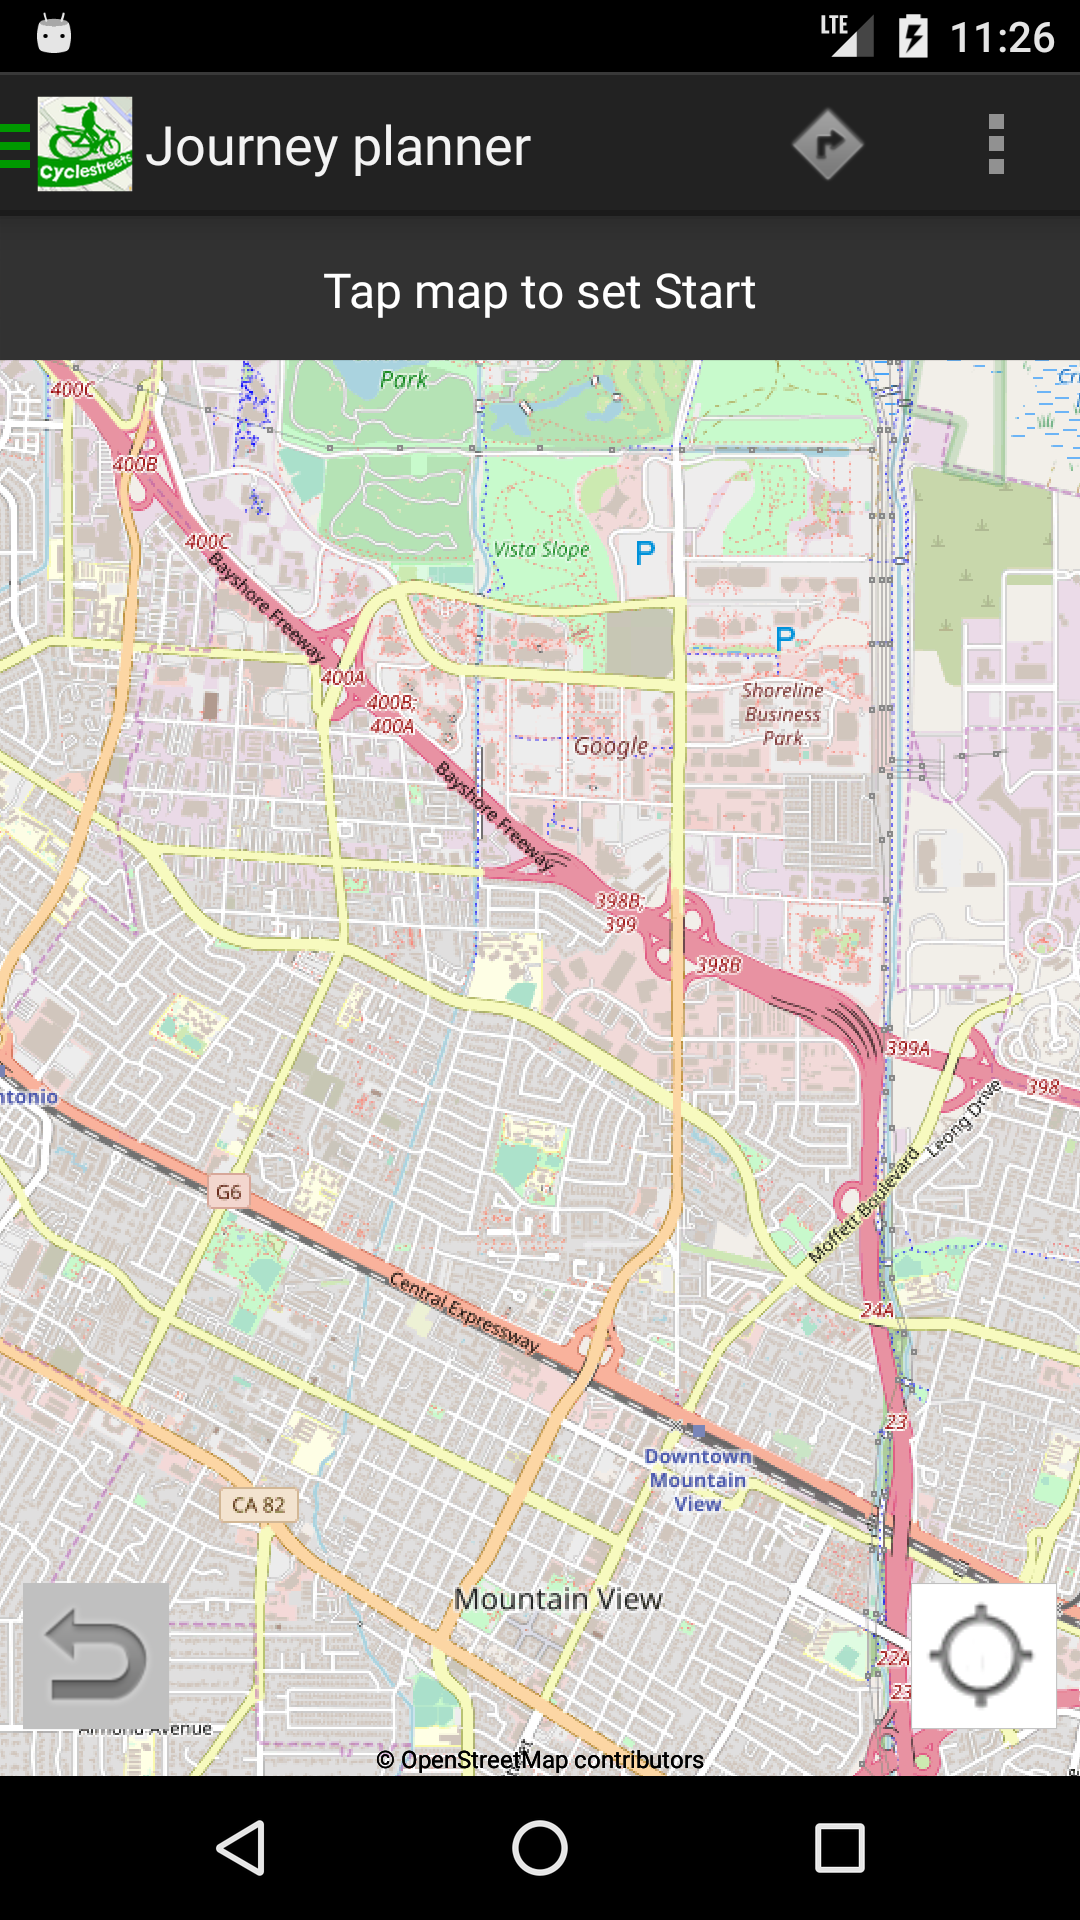 LTE 11:26
cyclestreets
Journey planner
Tap map to set Start
400C
Park
400B
400C
Vista Slope
P
Bayshore Freeway
P
400A
400B;
400A
Shoreline
Business
Park
Google
Bayshore Freeway
398B;
399
398B
399A
398
Leong Drive
ntonio
Moffett Boulevard
G6
Central Expressway
24A
23
Downtown
Mountain
View
CA 82
Mountain View
22A
23
Almond Avenue
© OpenStreetMap contributors